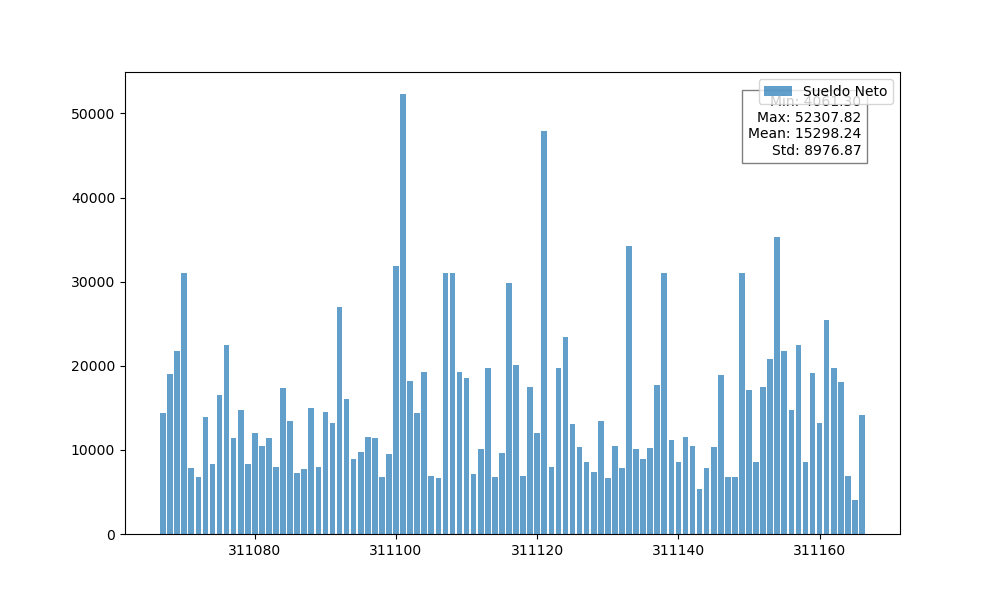 Sueldo Neto
Min: 4061.30
Max: 52307.82
Mean: 15298.24
Std: 8976.87
50000
40000
30000
20000
10000
0
311080 311100 311120 311140 311160